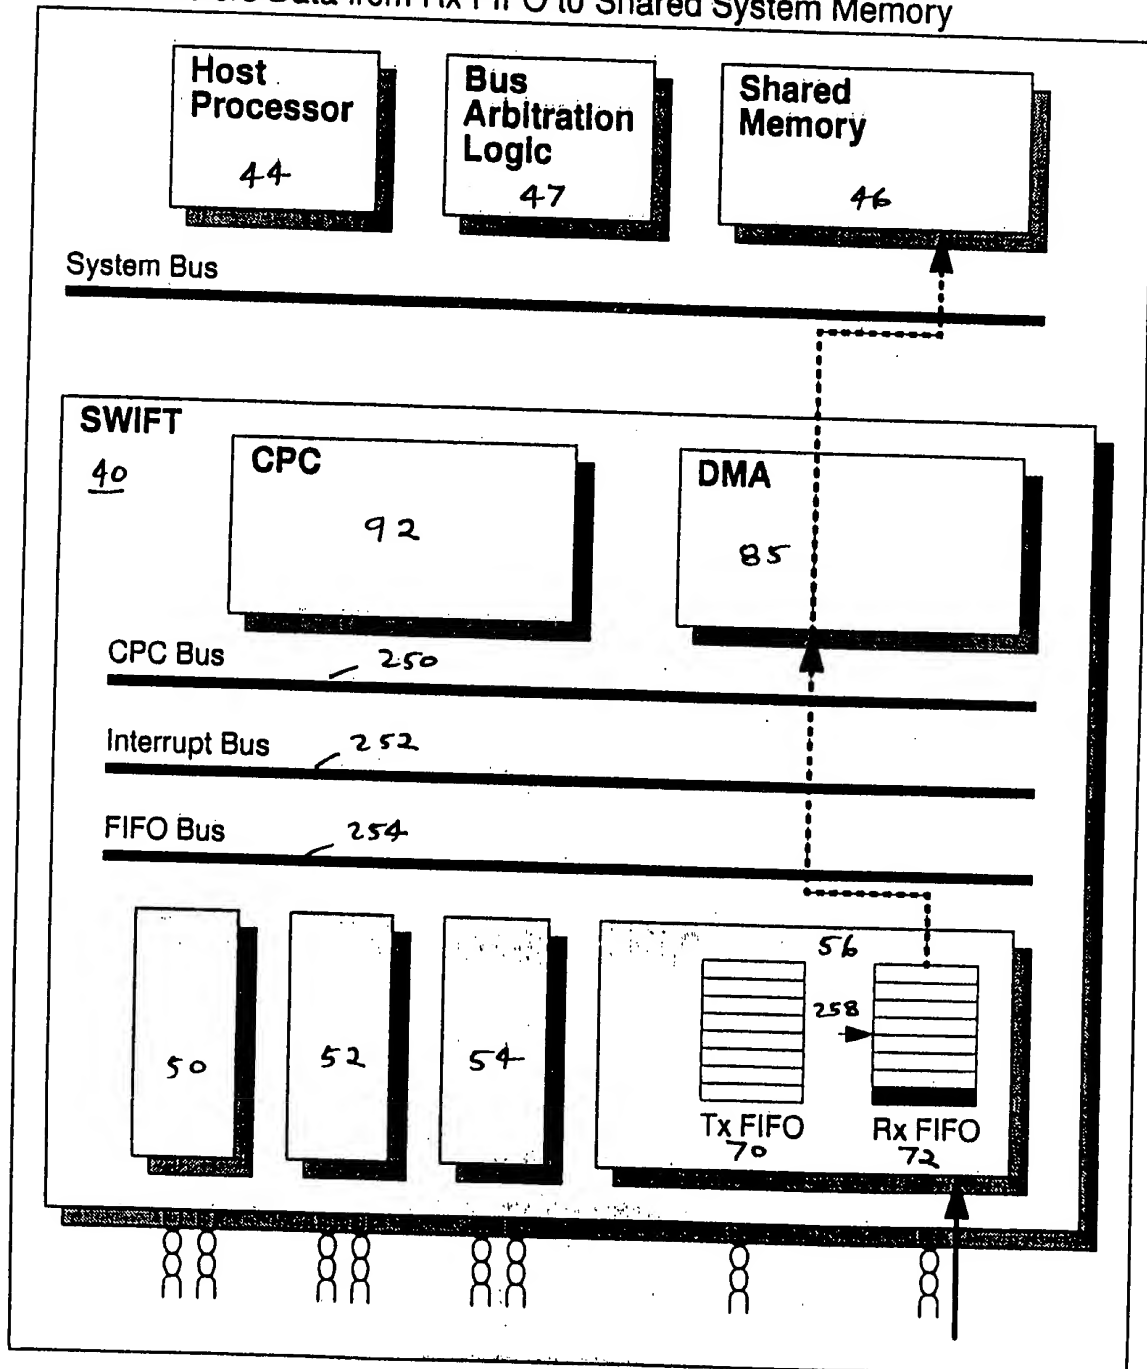 Data from Rx FIFO to Shared System Memory
Host
Processor
44
Bus
Arbitration
Logic
47
Shared
Memory
46
System Bus
SWIFT
40
CPC
92
DMA
85
CPC Bus
250
Interrupt Bus
252
FIFO Bus
254
50
52
54
56
258
Tx FIFO
70
Rx FIFO
72